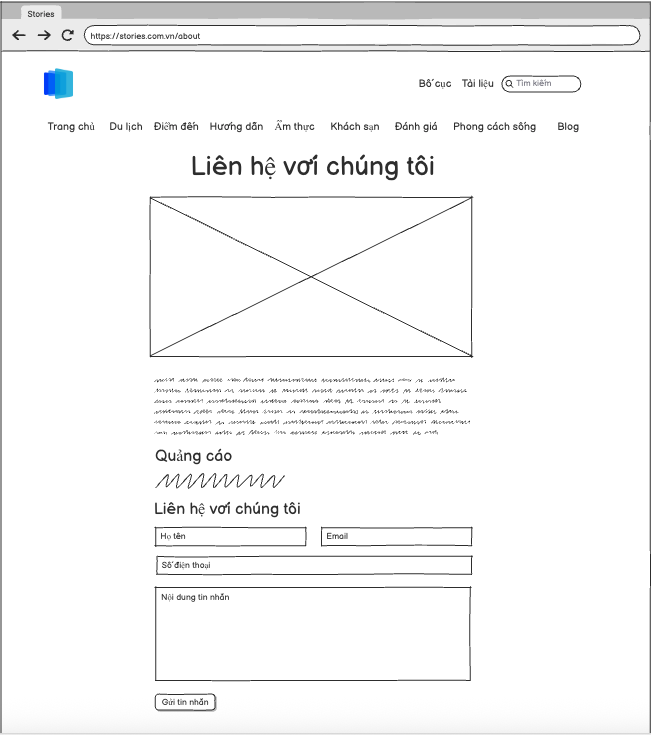 Stories
https://stories.com.vn/about
Bố cục Tài liệu Tìm kiếm
Trang chủ Du lịch Điểm đến Hướng dẫn Ẩm thực Khách sạn Đánh giá Phong cách sống Blog
Liên hệ với chúng tôi
Quảng cáo
Liên hệ với chúng tôi
Họ tên Email
Số điện thoại
Nội dung tin nhắn
Gửi tin nhắn